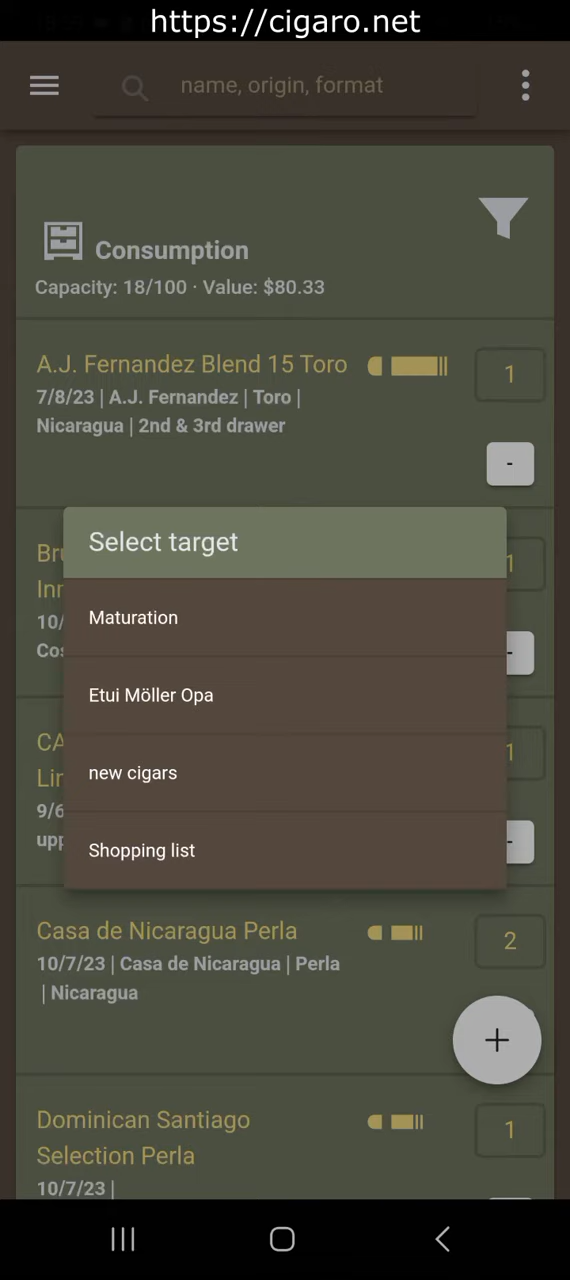 https://cigaro.net
name, origin, format
Consumption
Capacity: 18/100 · Value: $80.33
A.J. Fernandez Blend 15 Toro
1
7/8/23 | A.J. Fernandez | Toro |
Nicaragua | 2nd & 3rd drawer
-
Select target
Maturation
Etui Möller Opa
new cigars
Shopping list
Casa de Nicaragua Perla
2
10/7/23 | Casa de Nicaragua | Perla
| Nicaragua
+
Dominican Santiago
Selection Perla
1
10/7/23 |